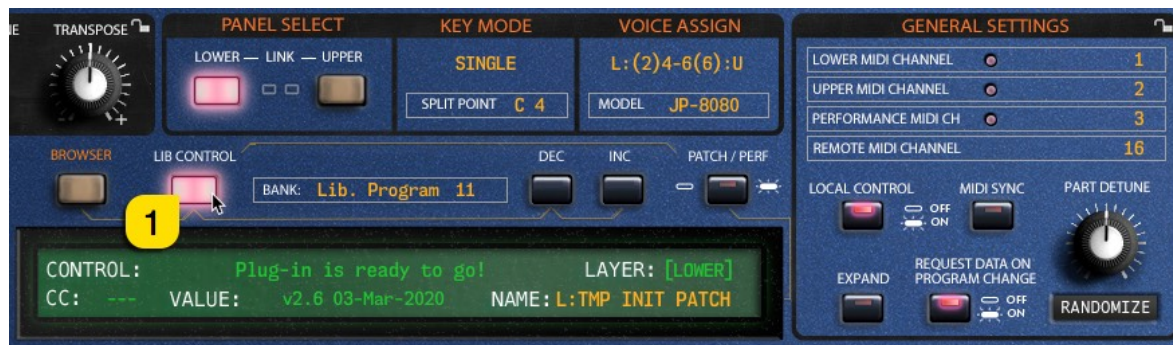 NE
TRANSPOSE
- +
PANEL SELECT
LOWER — LINK — UPPER
KEY MODE
SINGLE
SPLIT POINT C 4
VOICE ASSIGN
L:(2)4-6(6):U
MODEL JP-8080
GENERAL SETTINGS
LOWER MIDI CHANNEL 1
UPPER MIDI CHANNEL 2
PERFORMANCE MIDI CH 3
REMOTE MIDI CHANNEL 16
BROWSER
LIB CONTROL
BANK: Lib. Program 11
DEC
INC
PATCH / PERF
1
LOCAL CONTROL
OFF
ON
MIDI SYNC
PART DETUNE
EXPAND
REQUEST DATA ON
PROGRAM CHANGE
OFF
ON
RANDOMIZE
CONTROL: Plug-in is ready to go! LAYER: [LOWER]
CC: --- VALUE: v2.6 03-Mar-2020 NAME: L:TMP INIT PATCH